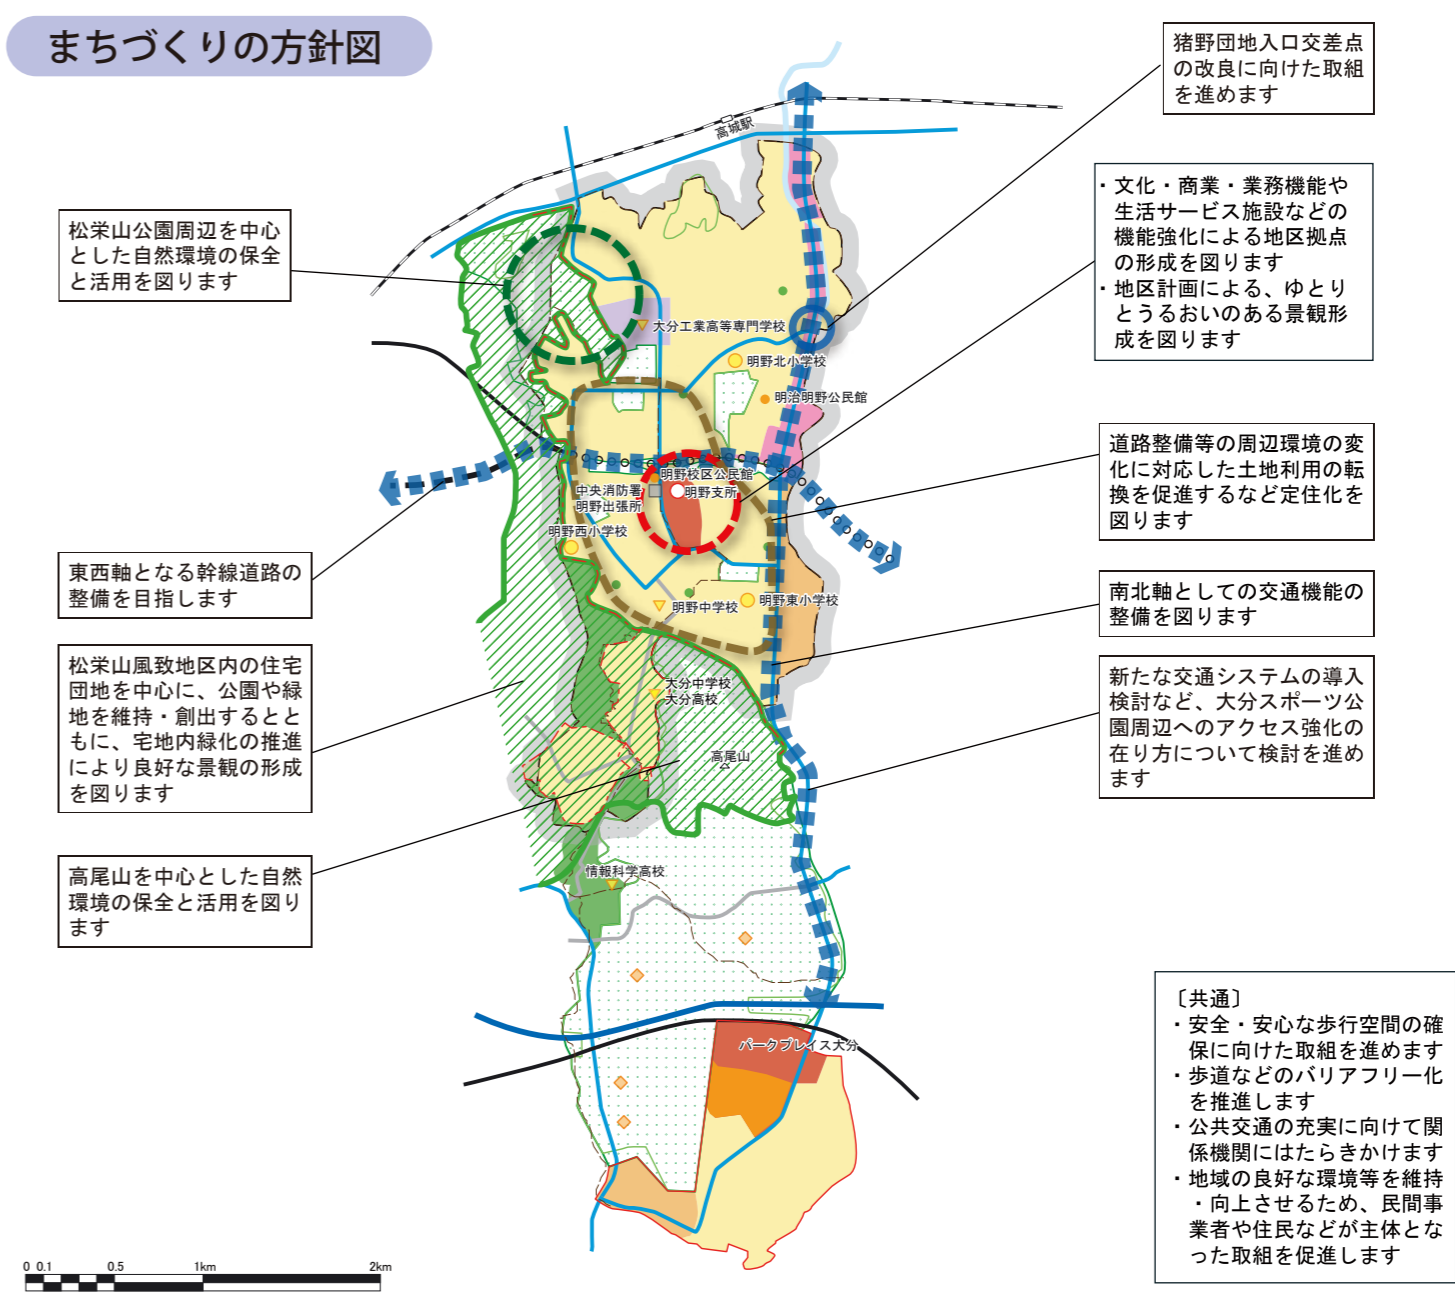 まちづくりの方針図
猪野団地入口交差点
の改良に向けた取組
を進めます
・文化・商業・業務機能や
生活サービス施設などの
機能強化による地区拠点
の形成を図ります
・地区計画による、ゆとり
とうるおいのある景観形
成を図ります
松栄山公園周辺を中心
とした自然環境の保全
と活用を図ります
道路整備等の周辺環境の変
化に対応した土地利用の転
換を促進するなど定住化を
図ります
東西軸となる幹線道路の
整備を目指します
南北軸としての交通機能の
整備を図ります
松栄山風致地区内の住宅
団地を中心に、公園や緑
地を維持・創出するとと
もに、宅地内緑化の推進
により良好な景観の形成
を図ります
新たな交通システムの導入
検討など、大分スポーツ公
園周辺へのアクセス強化の
在り方について検討を進め
ます
高尾山を中心とした自然
環境の保全と活用を図り
ます
〔共通〕
・安全・安心な歩行空間の確
保に向けた取組を進めます
・歩道などのバリアフリー化
を推進します
・公共交通の充実に向けて関
係機関にはたらきかけます
・地域の良好な環境等を維持
・向上させるため、民間事
業者や住民などが主体とな
った取組を促進します
高城駅
大分工業高等専門学校
明野北小学校
明治明野公民館
明野校区公民館
中央消防署
明野出張所
明野支所
明野西小学校
明野中学校
明野東小学校
大分中学校
大分高校
高尾山
情報科学高校
パークプレイス大分
0 0.1 0.5 1km 2km